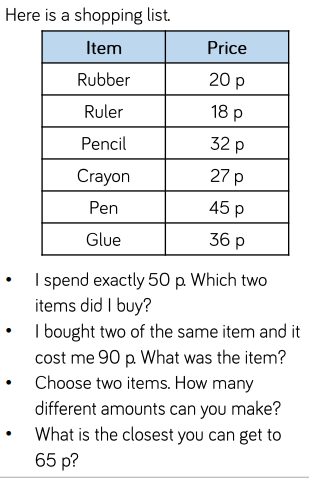 Here is a shopping list.
Item Price
Rubber 20 p
Ruler 18 p
Pencil 32 p
Crayon 27 p
Pen 45 p
Glue 36 p
• I spend exactly 50 p. Which two
items did I buy?
• I bought two of the same item and it
cost me 90 p. What was the item?
• Choose two items. How many
different amounts can you make?
• What is the closest you can get to
65 p?